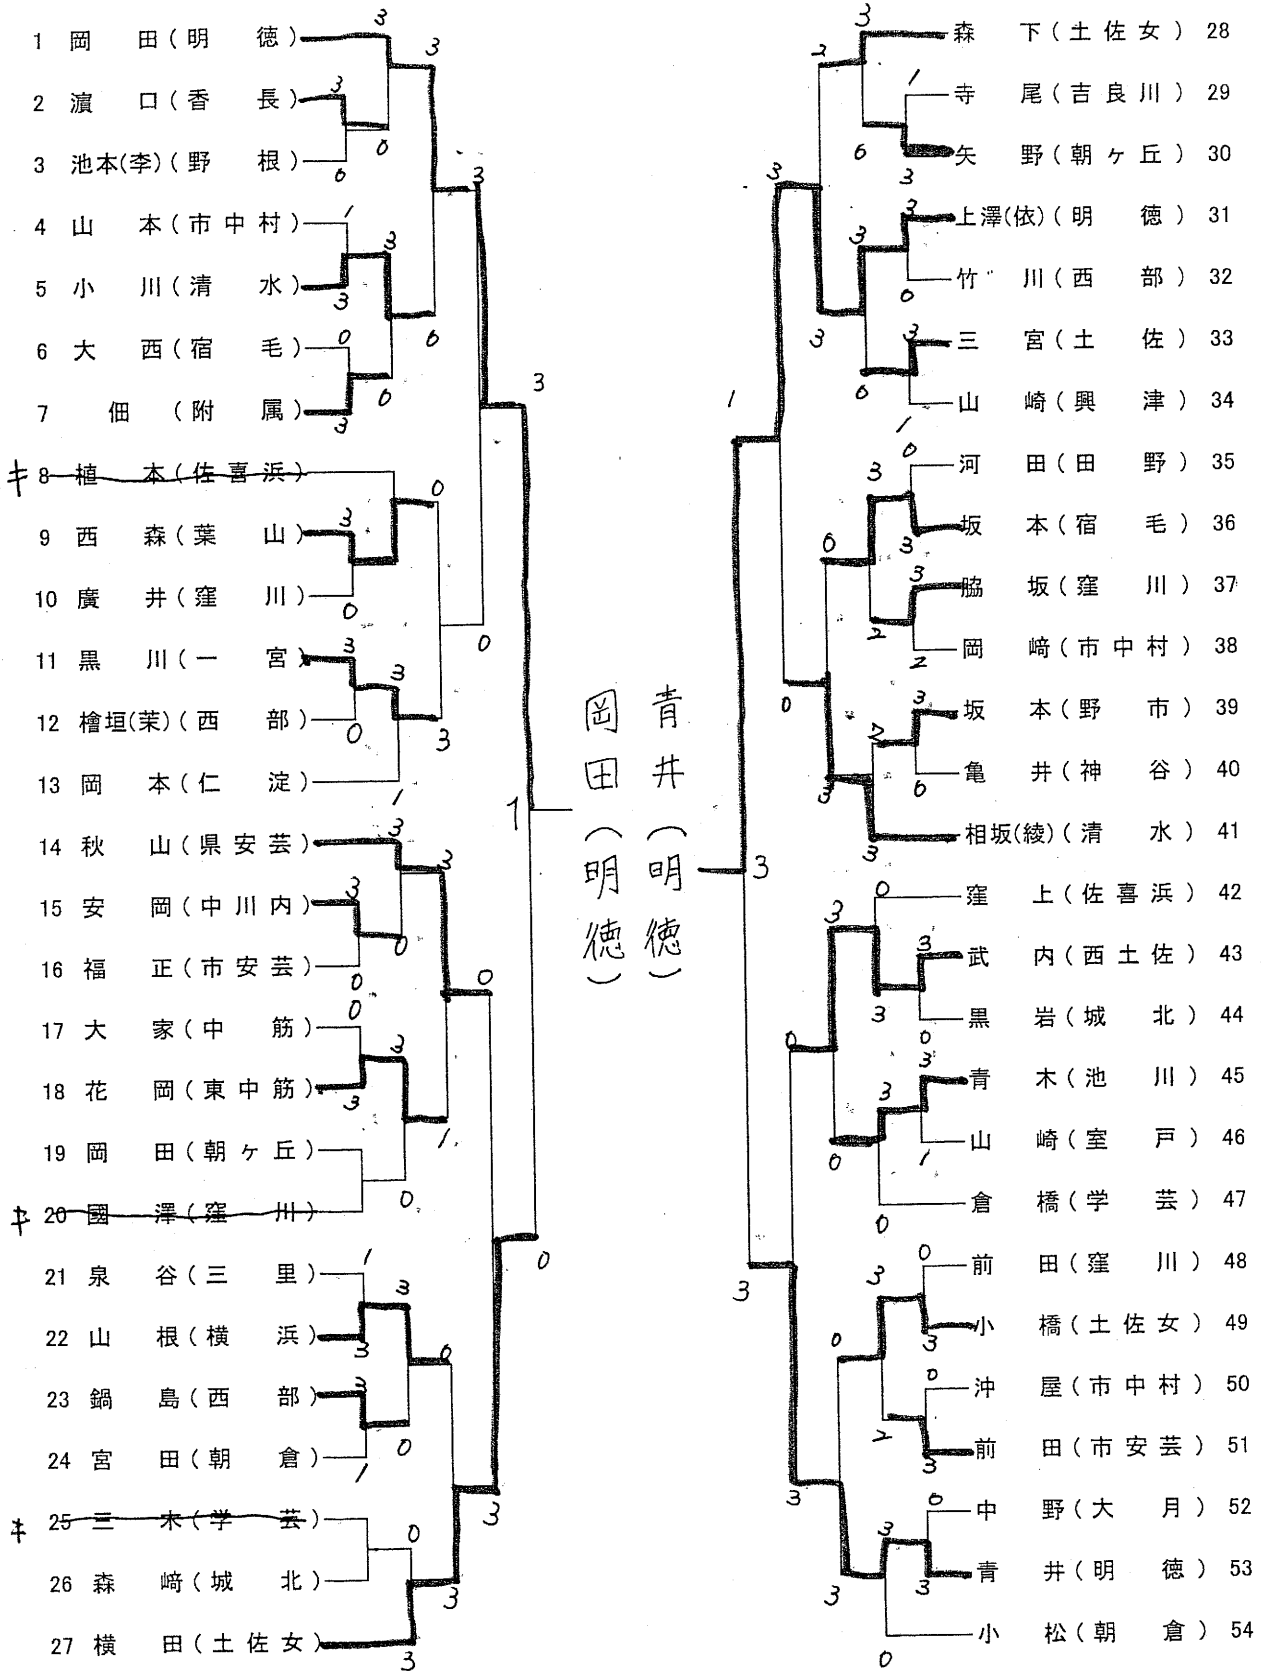 1 岡田(明徳)
2 濵口(香長)
3 池本(李)(野根)
4 山本(市中村)
5 小川(清水)
6 大西(宿毛)
7 佃(附属)
キ 8 植本(佐喜浜)
9 西森(葉山)
10 廣井(窪川)
11 黒川(一宮)
12 檜垣(茉)(西部)
13 岡本(仁淀)
14 秋山(県安芸)
15 安岡(中川内)
16 福正(市安芸)
17 大家(中筋)
18 花岡(東中筋)
19 岡田(朝ヶ丘)
キ 20 國澤(窪川)
21 泉谷(三里)
22 山根(横浜)
23 鍋島(西部)
24 宮田(朝倉)
キ 25 三木(学芸)
26 森﨑(城北)
27 横田(土佐女)
青井(明徳)
3
岡田(明徳)
1
森下(土佐女) 28
寺尾(吉良川) 29
矢野(朝ヶ丘) 30
上澤(依)(明徳) 31
竹川(西部) 32
三宮(土佐) 33
山崎(興津) 34
河田(田野) 35
坂本(宿毛) 36
脇坂(窪川) 37
岡﨑(市中村) 38
坂本(野市) 39
亀井(神谷) 40
相坂(綾)(清水) 41
窪上(佐喜浜) 42
武内(西土佐) 43
黒岩(城北) 44
青木(池川) 45
山崎(室戸) 46
倉橋(学芸) 47
前田(窪川) 48
小橋(土佐女) 49
沖屋(市中村) 50
前田(市安芸) 51
中野(大月) 52
青井(明徳) 53
小松(朝倉) 54